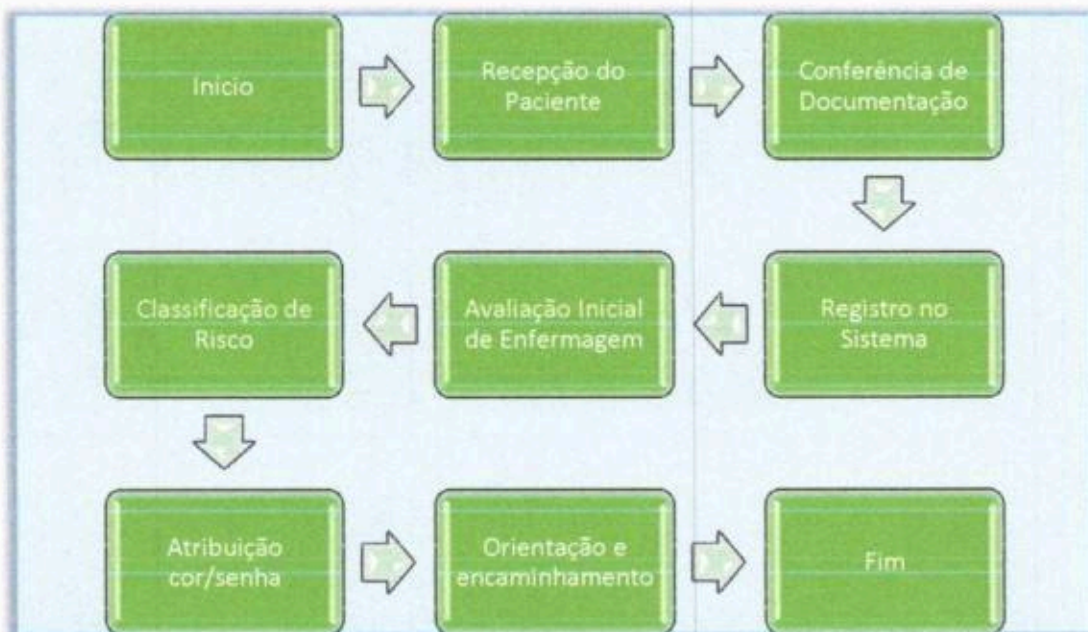 Inicio
Recepção do
Paciente
Conferência de
Documentação
Registro no
Sistema
Avaliação Inicial
de Enfermagem
Classificação de
Risco
Atribuição
cor/senha
Orientação e
encaminhamento
Fim